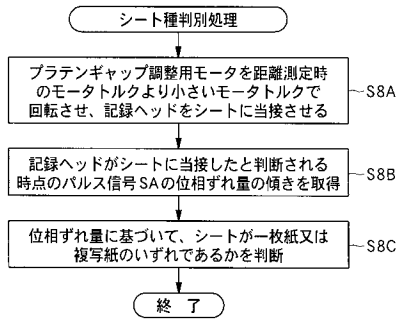 シート種判別処理
プラテンギャップ調整用モータを距離測定時
のモータトルクより小さいモータトルクで
回転させ、記録ヘッドをシートに当接させる
S8A
記録ヘッドがシートに当接したと判断される
時点のパルス信号SAの位相ずれ量の傾きを取得
S8B
位相ずれ量に基づいて、シートが一枚紙又は
複写紙のいずれであるかを判断
S8C
終了